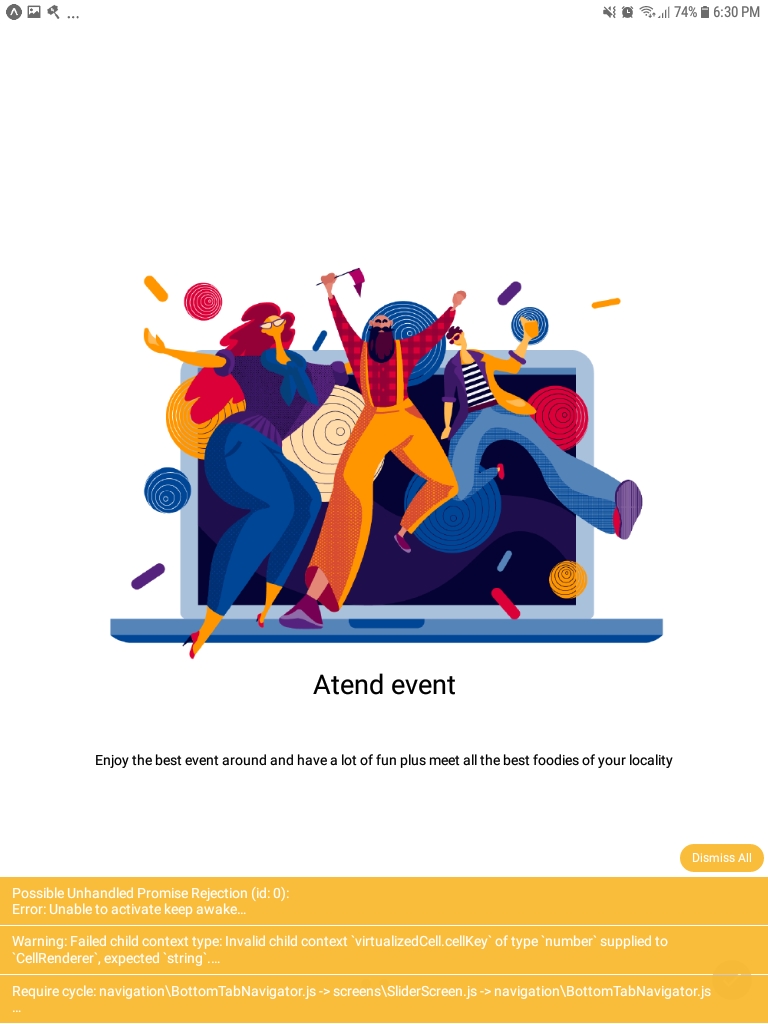 ... 74% 6:30 PM
Atend event
Enjoy the best event around and have a lot of fun plus meet all the best foodies of your locality
Dismiss All
Possible Unhandled Promise Rejection (id: 0):
Error: Unable to activate keep awake...
Warning: Failed child context type: Invalid child context `virtualizedCell.cellKey` of type `number` supplied to
`CellRenderer`, expected `string`....
Require cycle: navigation\BottomTabNavigator.js -> screens\SliderScreen.js -> navigation\BottomTabNavigator.js
...